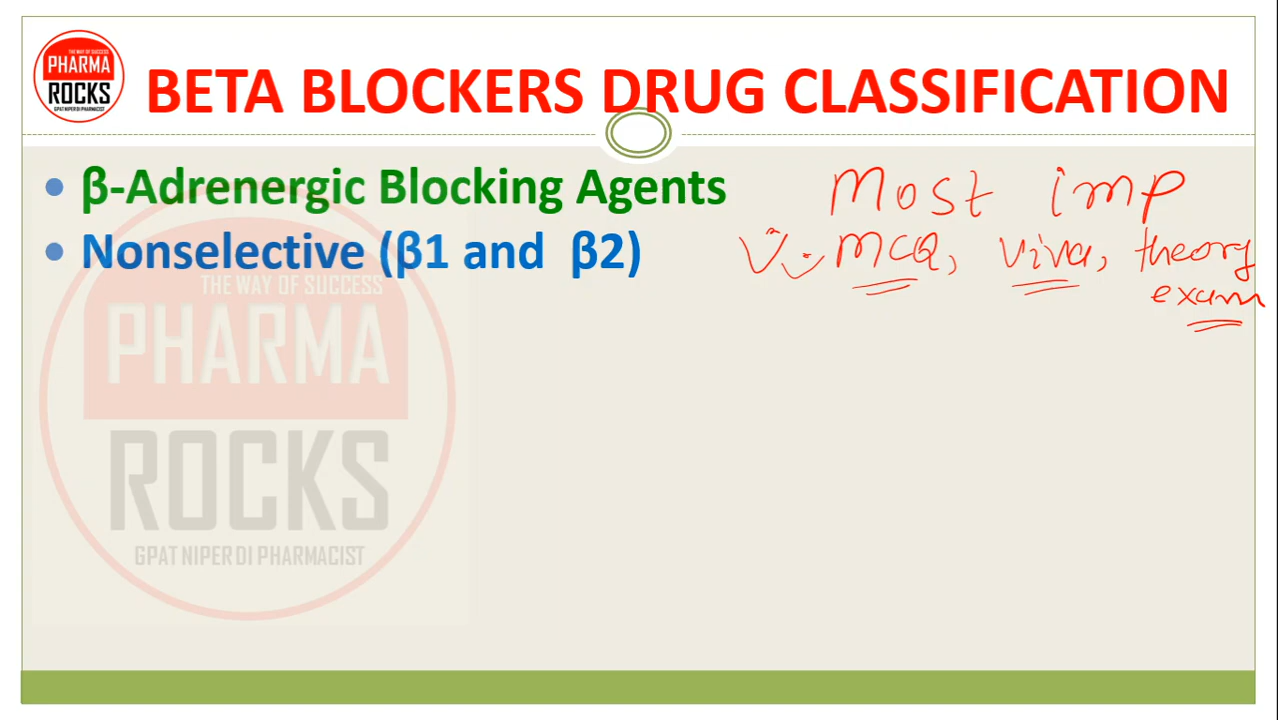 THE WAY OF SUCCESS
PHARMA
ROCKS
GPAT NIPER DI PHARMACIST
BETA BLOCKERS DRUG CLASSIFICATION
• β-Adrenergic Blocking Agents
Most imp
• Nonselective (β1 and β2)
MCQ, viva, theory
exam
THE WAY OF SUCCESS
PHARMA
ROCKS
GPAT NIPER DI PHARMACIST